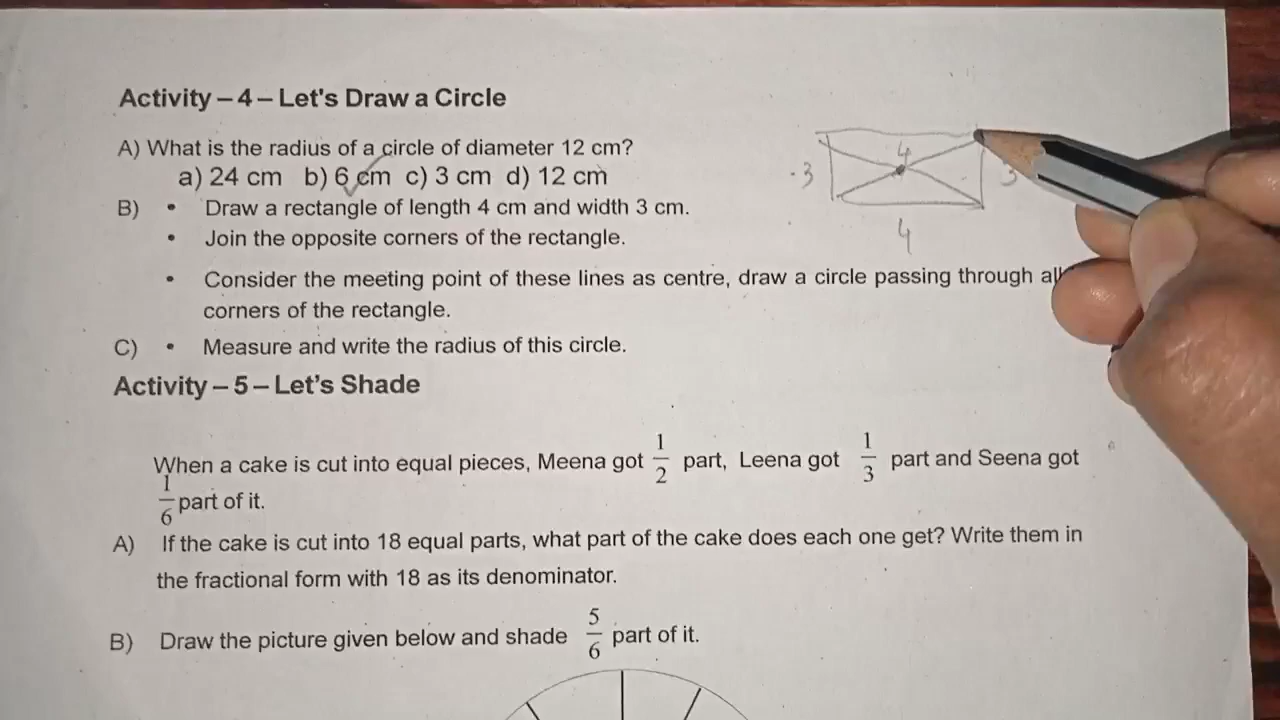 Activity – 4 – Let's Draw a Circle
A) What is the radius of a circle of diameter 12 cm?
a) 24 cm b) 6 cm c) 3 cm d) 12 cm
B) • Draw a rectangle of length 4 cm and width 3 cm.
• Join the opposite corners of the rectangle.
• Consider the meeting point of these lines as centre, draw a circle passing through all
corners of the rectangle.
C) • Measure and write the radius of this circle.
4
3
3
4
Activity – 5 – Let's Shade
When a cake is cut into equal pieces, Meena got 1/2 part, Leena got 1/3 part and Seena got
1/6 part of it.
A) If the cake is cut into 18 equal parts, what part of the cake does each one get? Write them in
the fractional form with 18 as its denominator.
B) Draw the picture given below and shade 5/6 part of it.